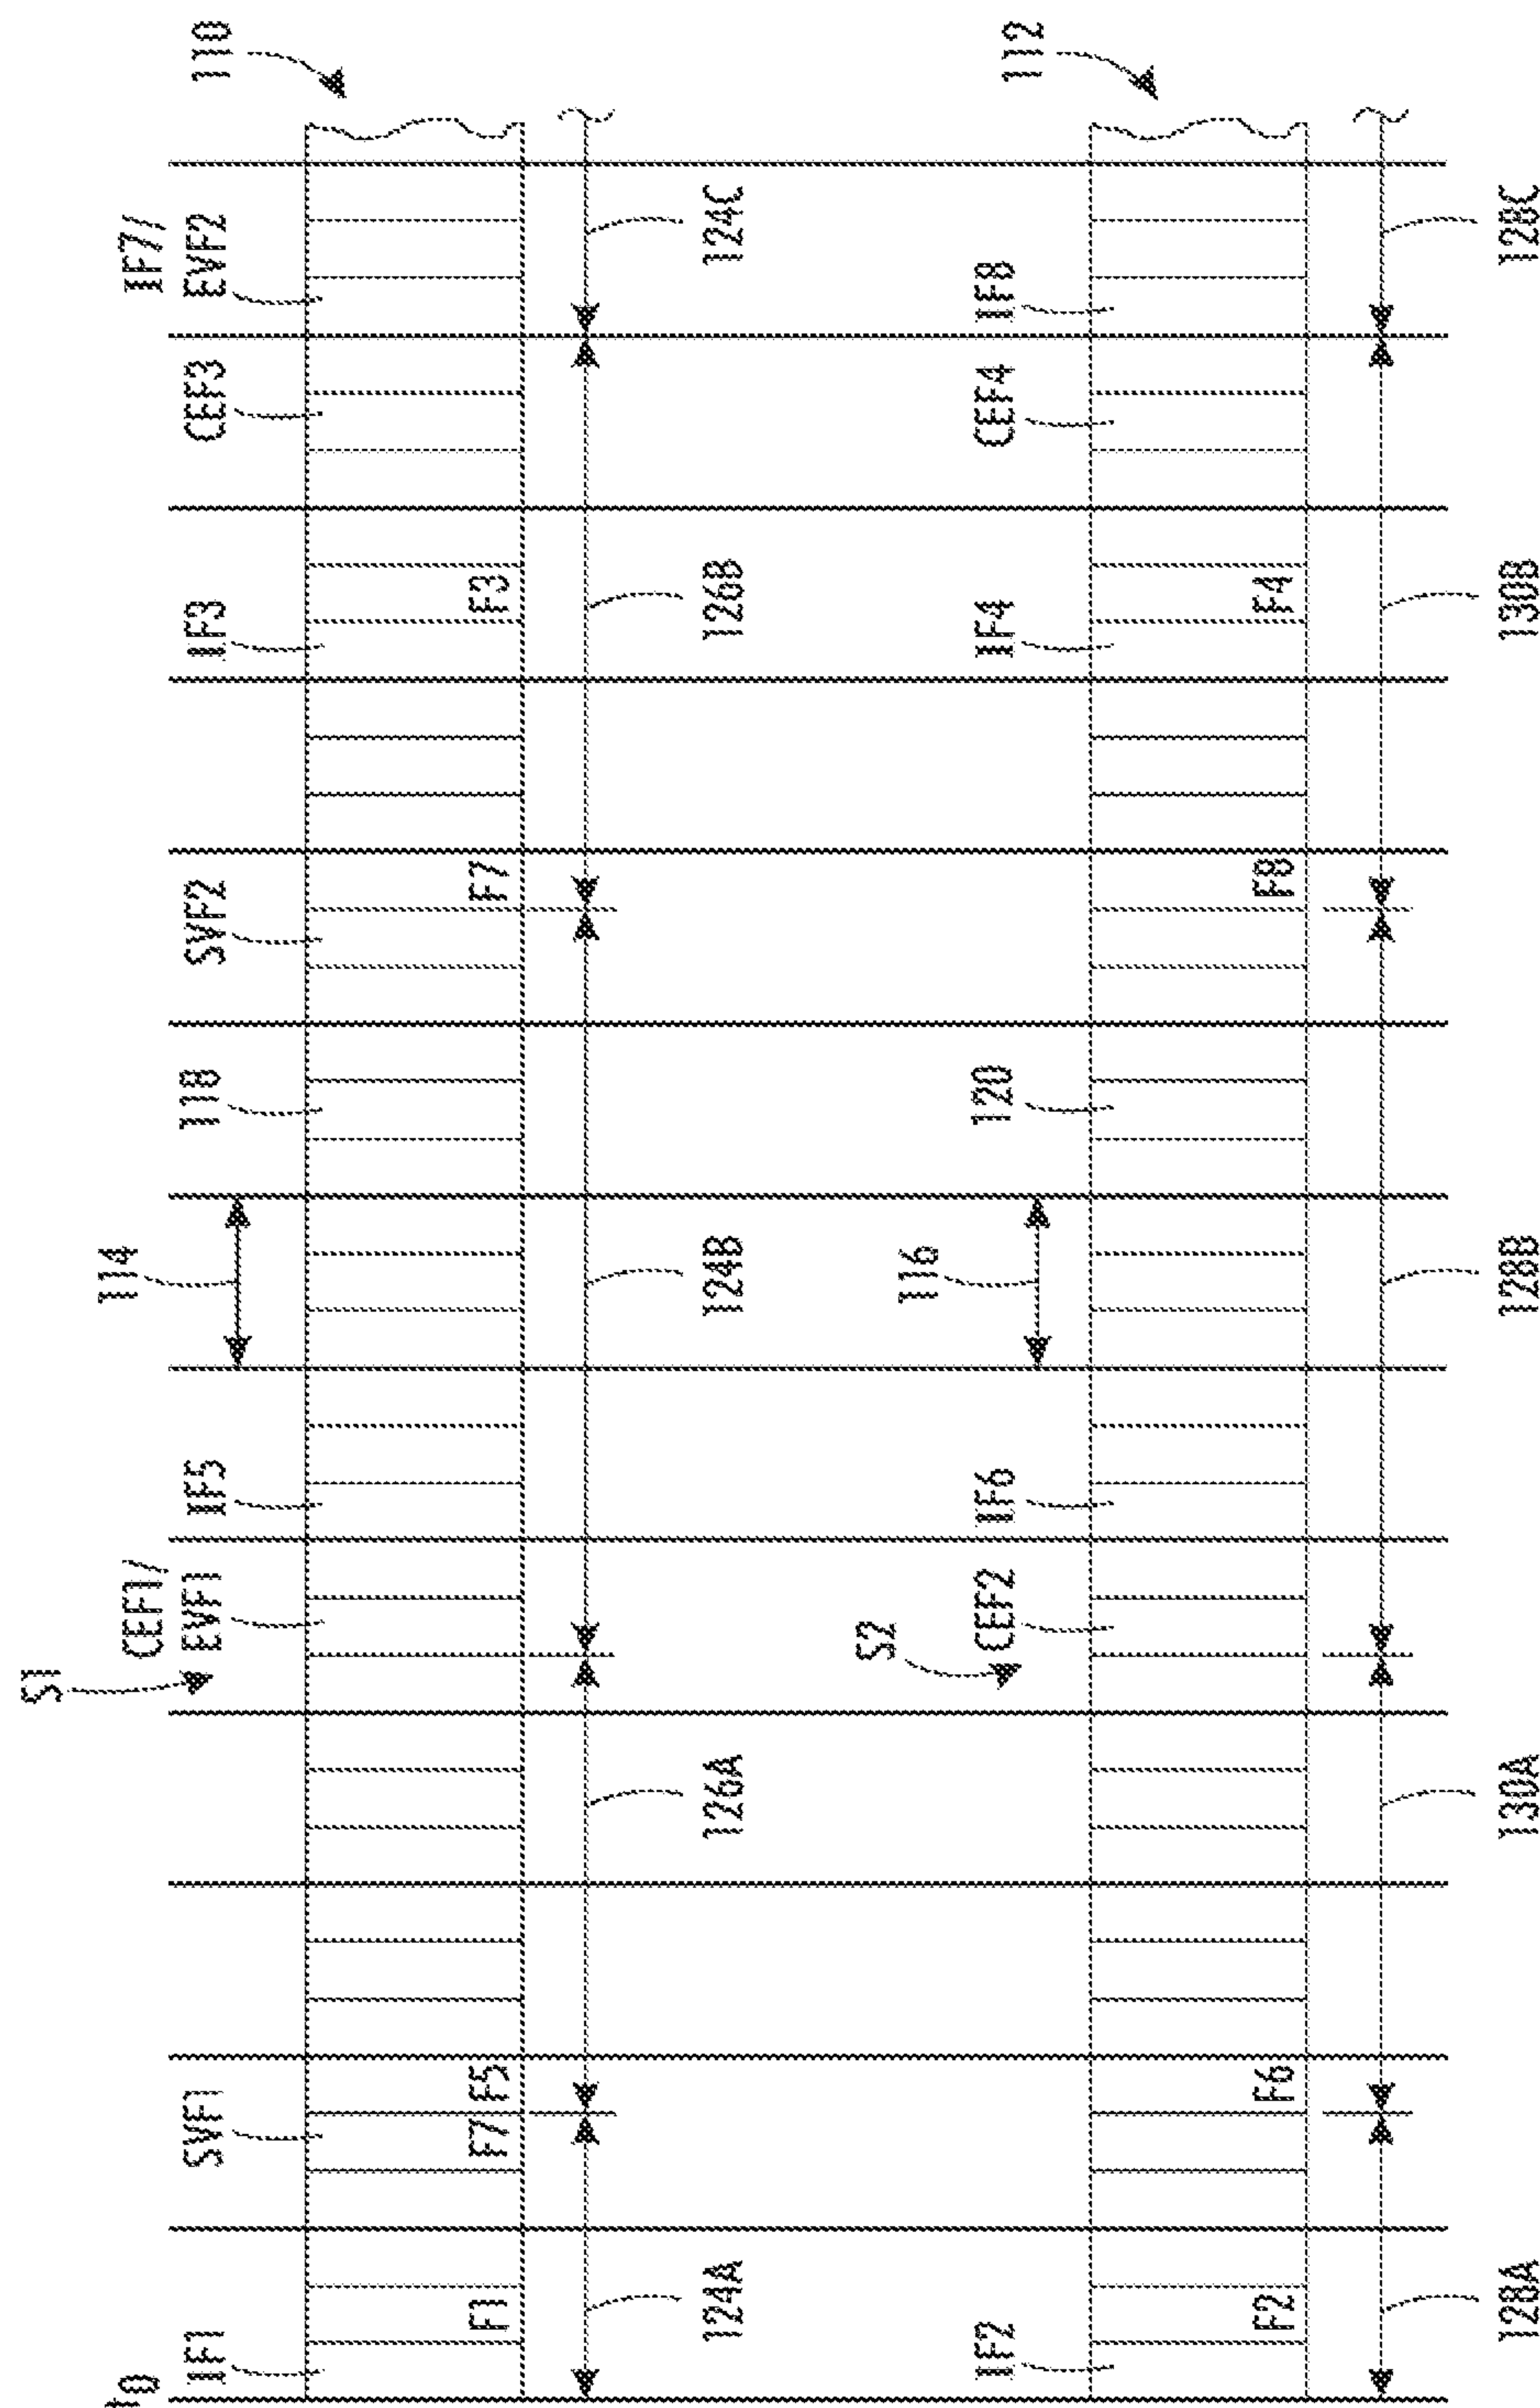 S1
110
114
CEF1/
IF7/
t0
IF1
SVF1
EVF1
IF5
118
SVF2
IF3
CEF3
EVF2
F1
F7
F5
F7
F3
124A
126A
124B
126B
124C
S2
116
112
IF2
CEF2
IF6
120
IF4
CEF4
IF8
F2
F6
F8
F4
128A
130A
128B
130B
128C